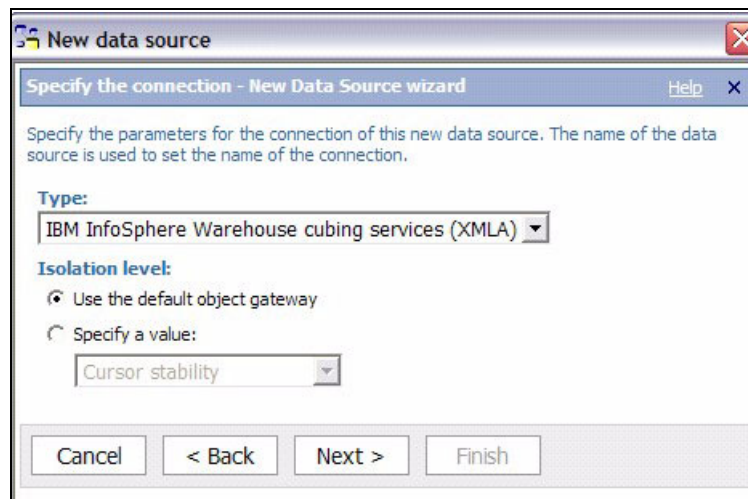 New data source
Specify the connection - New Data Source wizard Help
Specify the parameters for the connection of this new data source. The name of the data
source is used to set the name of the connection.
Type:
IBM InfoSphere Warehouse cubing services (XMLA)
Isolation level:
Use the default object gateway
Specify a value:
Cursor stability
Cancel < Back Next > Finish